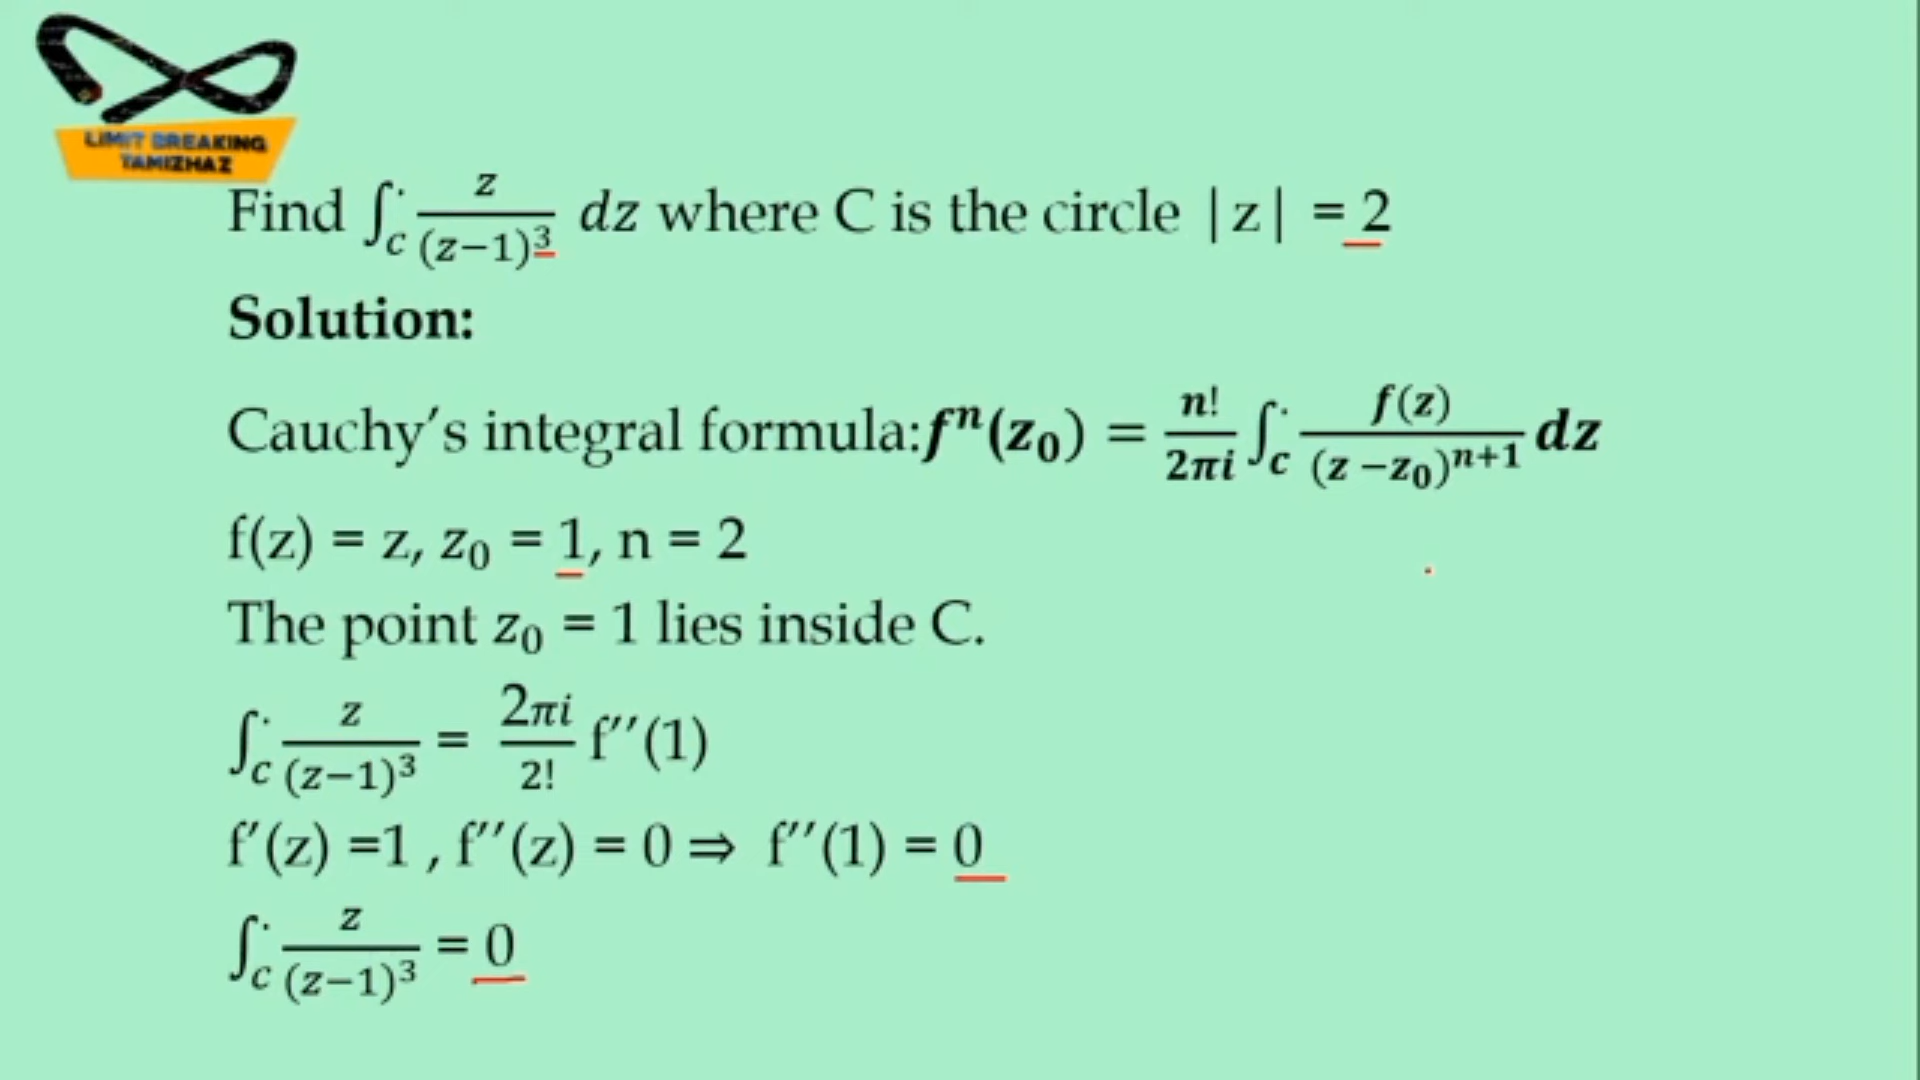 LIMIT BREAKING
TAMIZHAZ
Find ∫_C z/(z−1)³ dz where C is the circle |z| = 2
Solution:
Cauchy’s integral formula:fⁿ(z₀) = n!/2πi ∫_C f(z)/(z −z₀)ⁿ⁺¹ dz
f(z) = z, z₀ = 1, n = 2
The point z₀ = 1 lies inside C.
∫_C z/(z−1)³ = 2πi/2! f′′(1)
f′(z) =1 , f′′(z) = 0 ⇒ f′′(1) = 0
∫_C z/(z−1)³ = 0